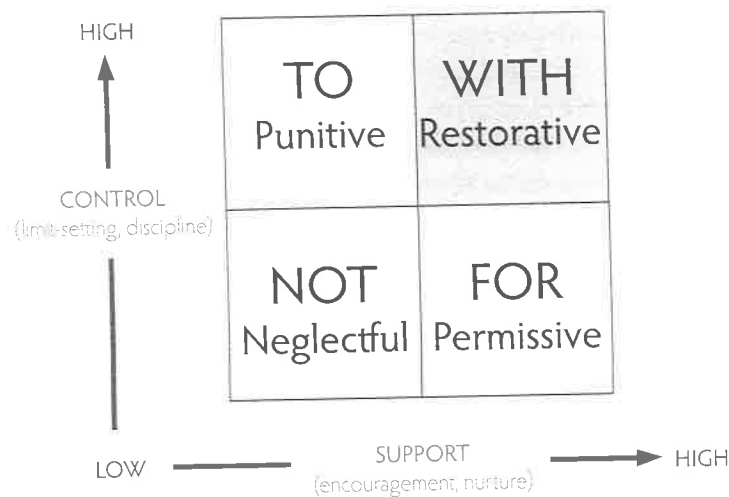 HIGH
TO
Punitive
WITH
Restorative
CONTROL
(limit-setting, discipline)
NOT
Neglectful
FOR
Permissive
LOW
SUPPORT
(encouragement, nurture)
HIGH